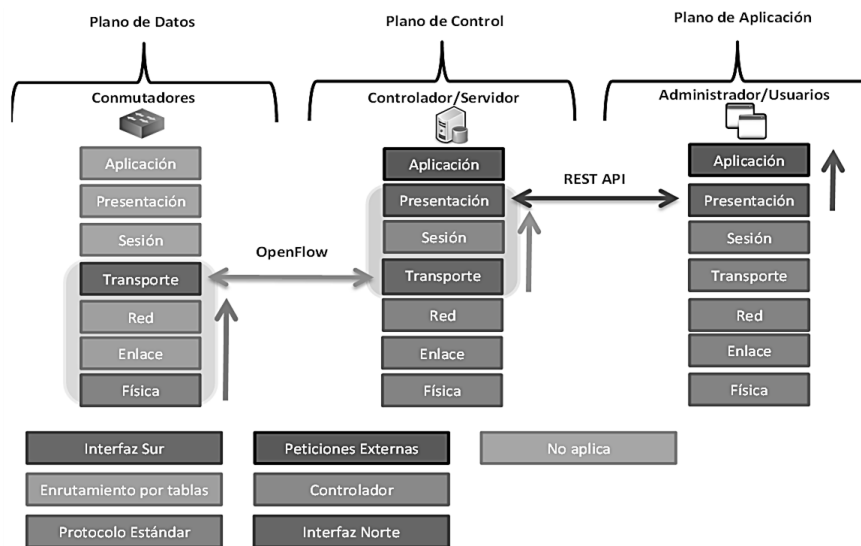 Plano de Datos
Plano de Control
Plano de Aplicación
Conmutadores
Controlador/Servidor
Administrador/Usuarios
Aplicación
Presentación
Sesión
Transporte
Red
Enlace
Física
OpenFlow
Aplicación
Presentación
Sesión
Transporte
Red
Enlace
Física
REST API
Aplicación
Presentación
Sesión
Transporte
Red
Enlace
Física
Interfaz Sur
Peticiones Externas
No aplica
Enrutamiento por tablas
Controlador
Protocolo Estándar
Interfaz Norte